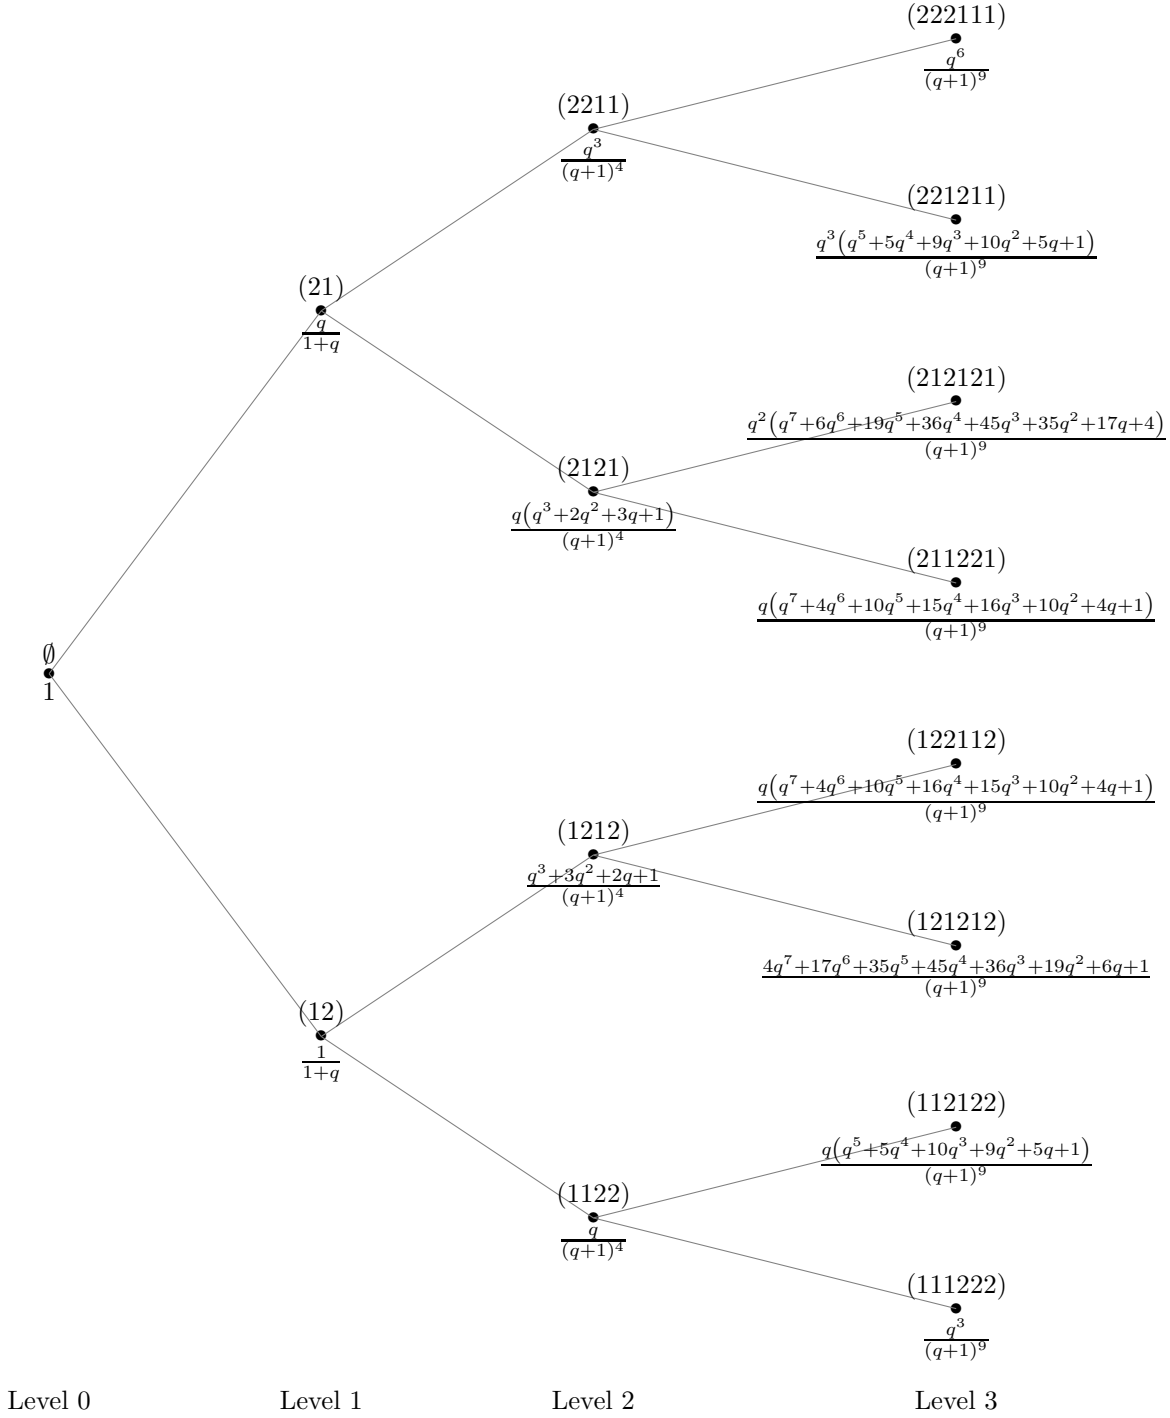 (222111)
q^6/(q+1)^9
(2211)
q^3/(q+1)^4
(221211)
q^3(q^5+5q^4+9q^3+10q^2+5q+1)/(q+1)^9
(21)
q/1+q
(212121)
q^2(q^7+6q^6+19q^5+36q^4+45q^3+35q^2+17q+4)/(q+1)^9
(2121)
q(q^3+2q^2+3q+1)/(q+1)^4
(211221)
q(q^7+4q^6+10q^5+15q^4+16q^3+10q^2+4q+1)/(q+1)^9
∅
1
(122112)
q(q^7+4q^6+10q^5+16q^4+15q^3+10q^2+4q+1)/(q+1)^9
(1212)
q^3+3q^2+2q+1/(q+1)^4
(121212)
4q^7+17q^6+35q^5+45q^4+36q^3+19q^2+6q+1/(q+1)^9
(12)
1/1+q
(112122)
q(q^5+5q^4+10q^3+9q^2+5q+1)/(q+1)^9
(1122)
q/(q+1)^4
(111222)
q^3/(q+1)^9
Level 0 Level 1 Level 2 Level 3